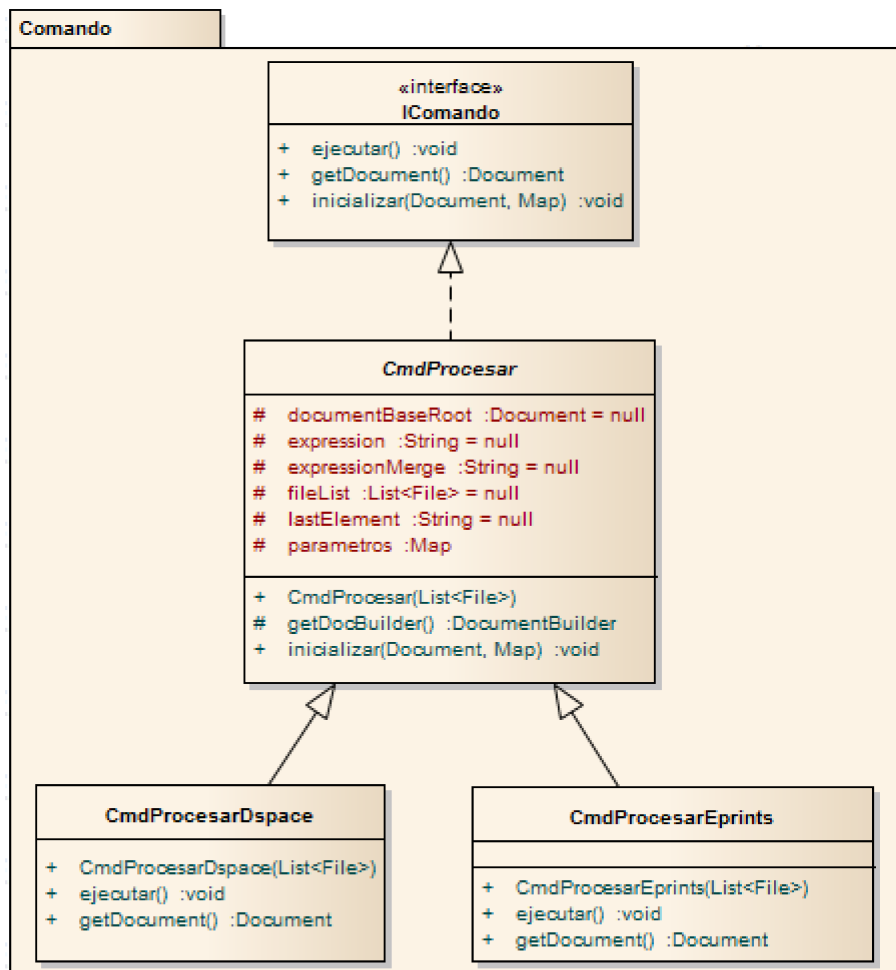 Comando
«interface»
IComando
+ ejecutar() :void
+ getDocument() :Document
+ inicializar(Document, Map) :void
CmdProcesar
# documentBaseRoot :Document = null
# expression :String = null
# expressionMerge :String = null
# fileList :List<File> = null
# lastElement :String = null
# parametros :Map
+ CmdProcesar(List<File>)
# getDocBuilder() :DocumentBuilder
+ inicializar(Document, Map) :void
CmdProcesarDspace
+ CmdProcesarDspace(List<File>)
+ ejecutar() :void
+ getDocument() :Document
CmdProcesarEprints
+ CmdProcesarEprints(List<File>)
+ ejecutar() :void
+ getDocument() :Document